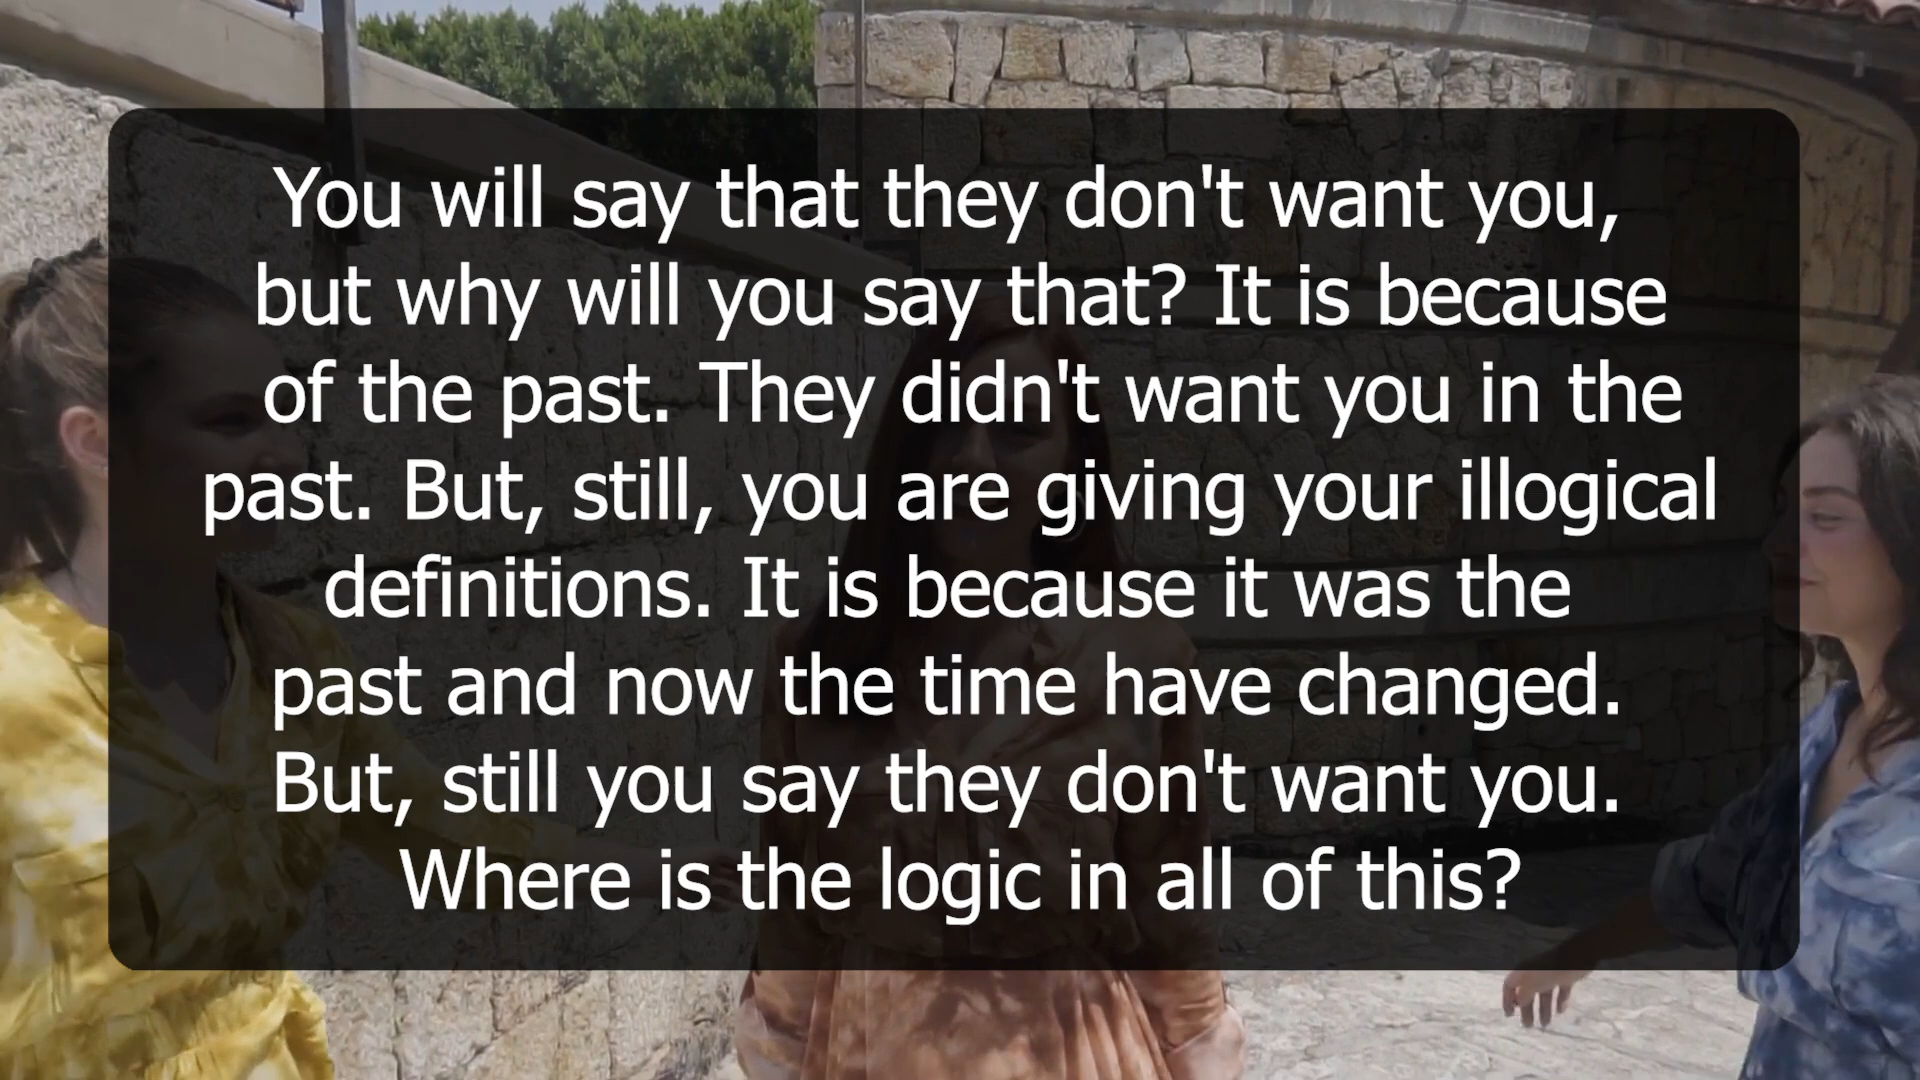 You will say that they don't want you,
but why will you say that? It is because
of the past. They didn't want you in the
past. But, still, you are giving your illogical
definitions. It is because it was the
past and now the time have changed.
But, still you say they don't want you.
Where is the logic in all of this?